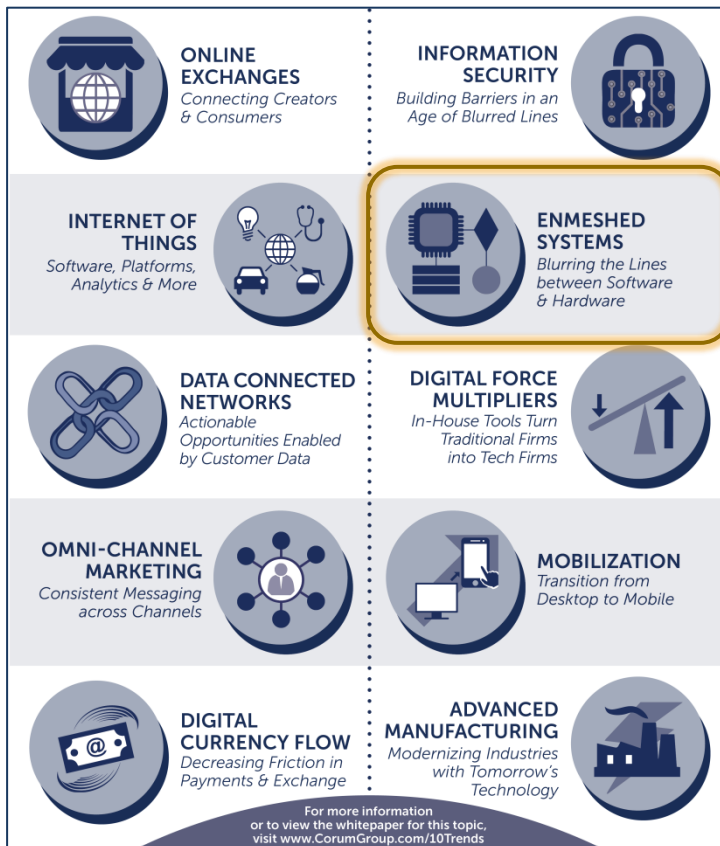 ONLINE
EXCHANGES
Connecting Creators
& Consumers
INFORMATION
SECURITY
Building Barriers in an
Age of Blurred Lines
INTERNET OF
THINGS
Software, Platforms,
Analytics & More
ENMESHED
SYSTEMS
Blurring the Lines
between Software
& Hardware
DATA CONNECTED
NETWORKS
Actionable
Opportunities Enabled
by Customer Data
DIGITAL FORCE
MULTIPLIERS
In-House Tools Turn
Traditional Firms
into Tech Firms
OMNI-CHANNEL
MARKETING
Consistent Messaging
across Channels
MOBILIZATION
Transition from
Desktop to Mobile
@
DIGITAL
CURRENCY FLOW
Decreasing Friction in
Payments & Exchange
ADVANCED
MANUFACTURING
Modernizing Industries
with Tomorrow's
Technology
For more information
or to view the whitepaper for this topic,
visit www.CorumGroup.com/10Trends